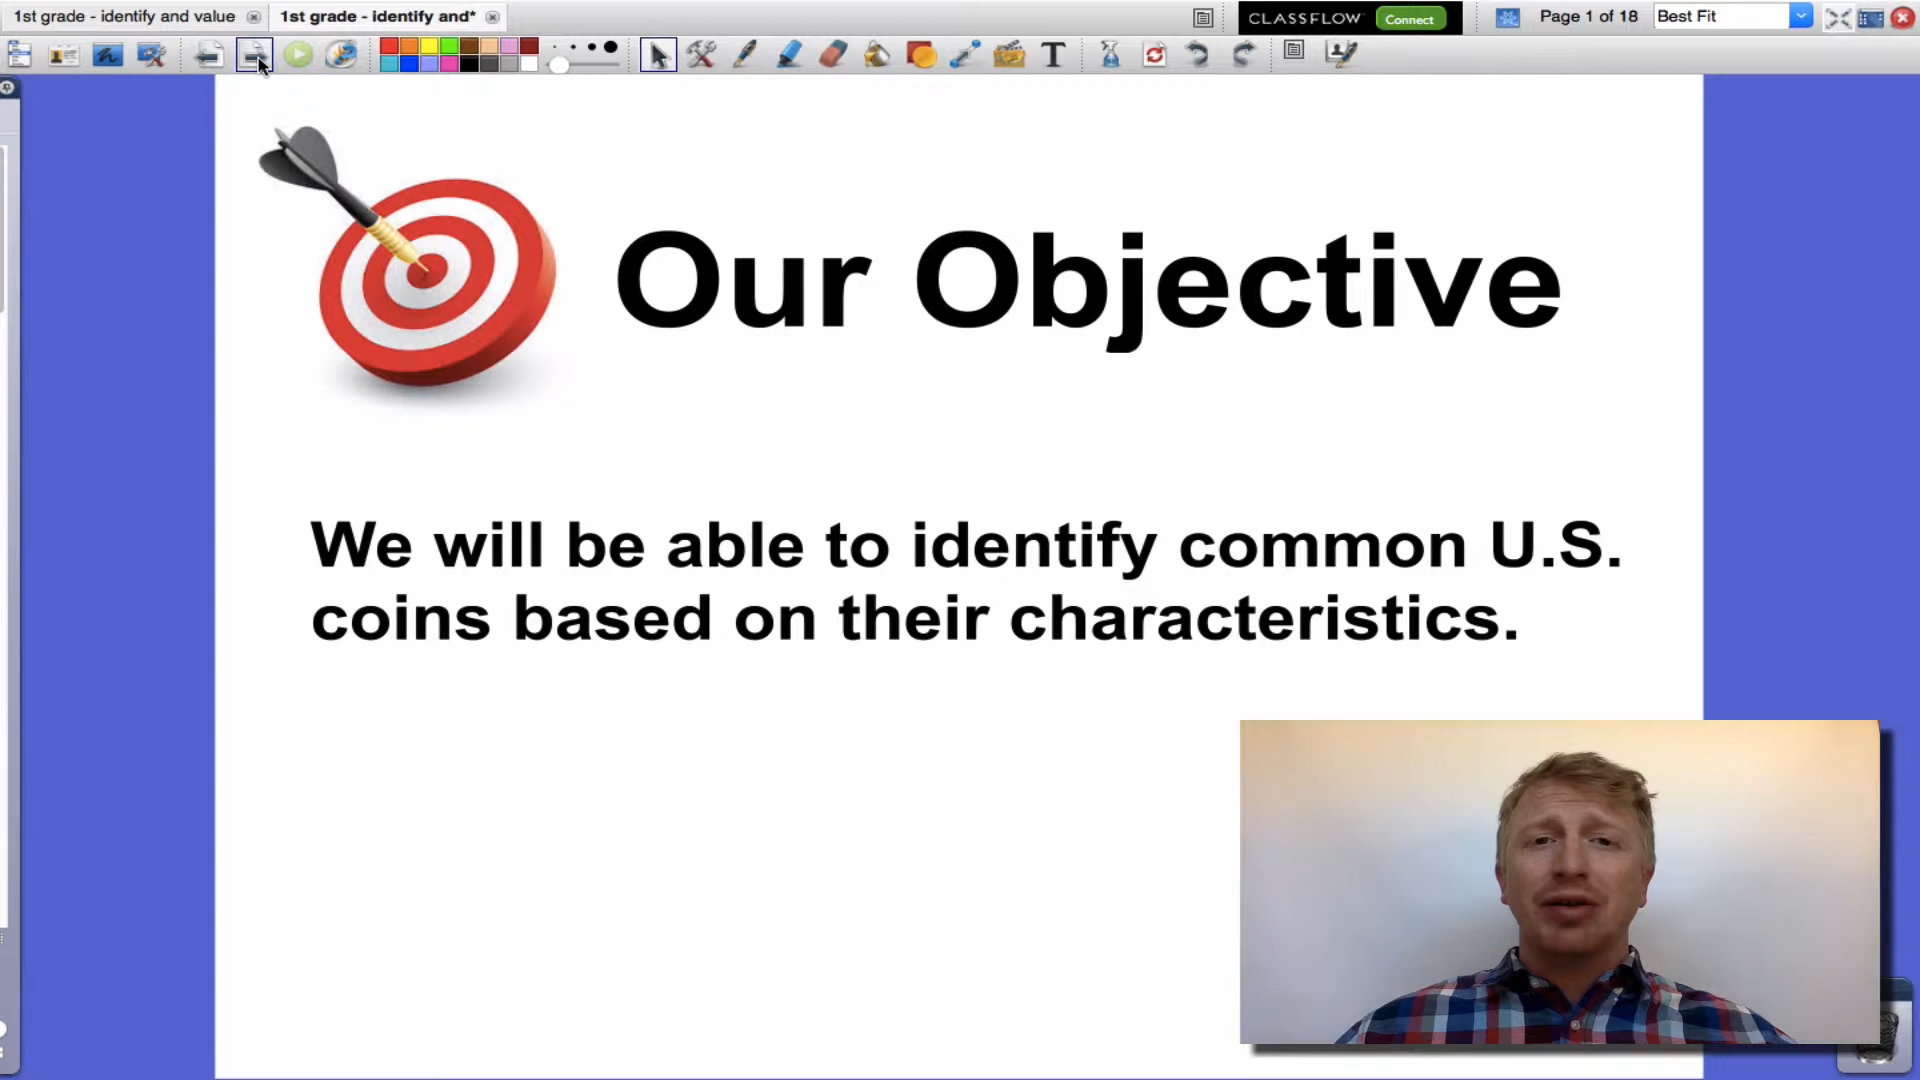 1st grade - identify and value
1st grade - identify and*
CLASSFLOW
Connect
Page 1 of 18
Best Fit
T
Our Objective
We will be able to identify common U.S.
coins based on their characteristics.